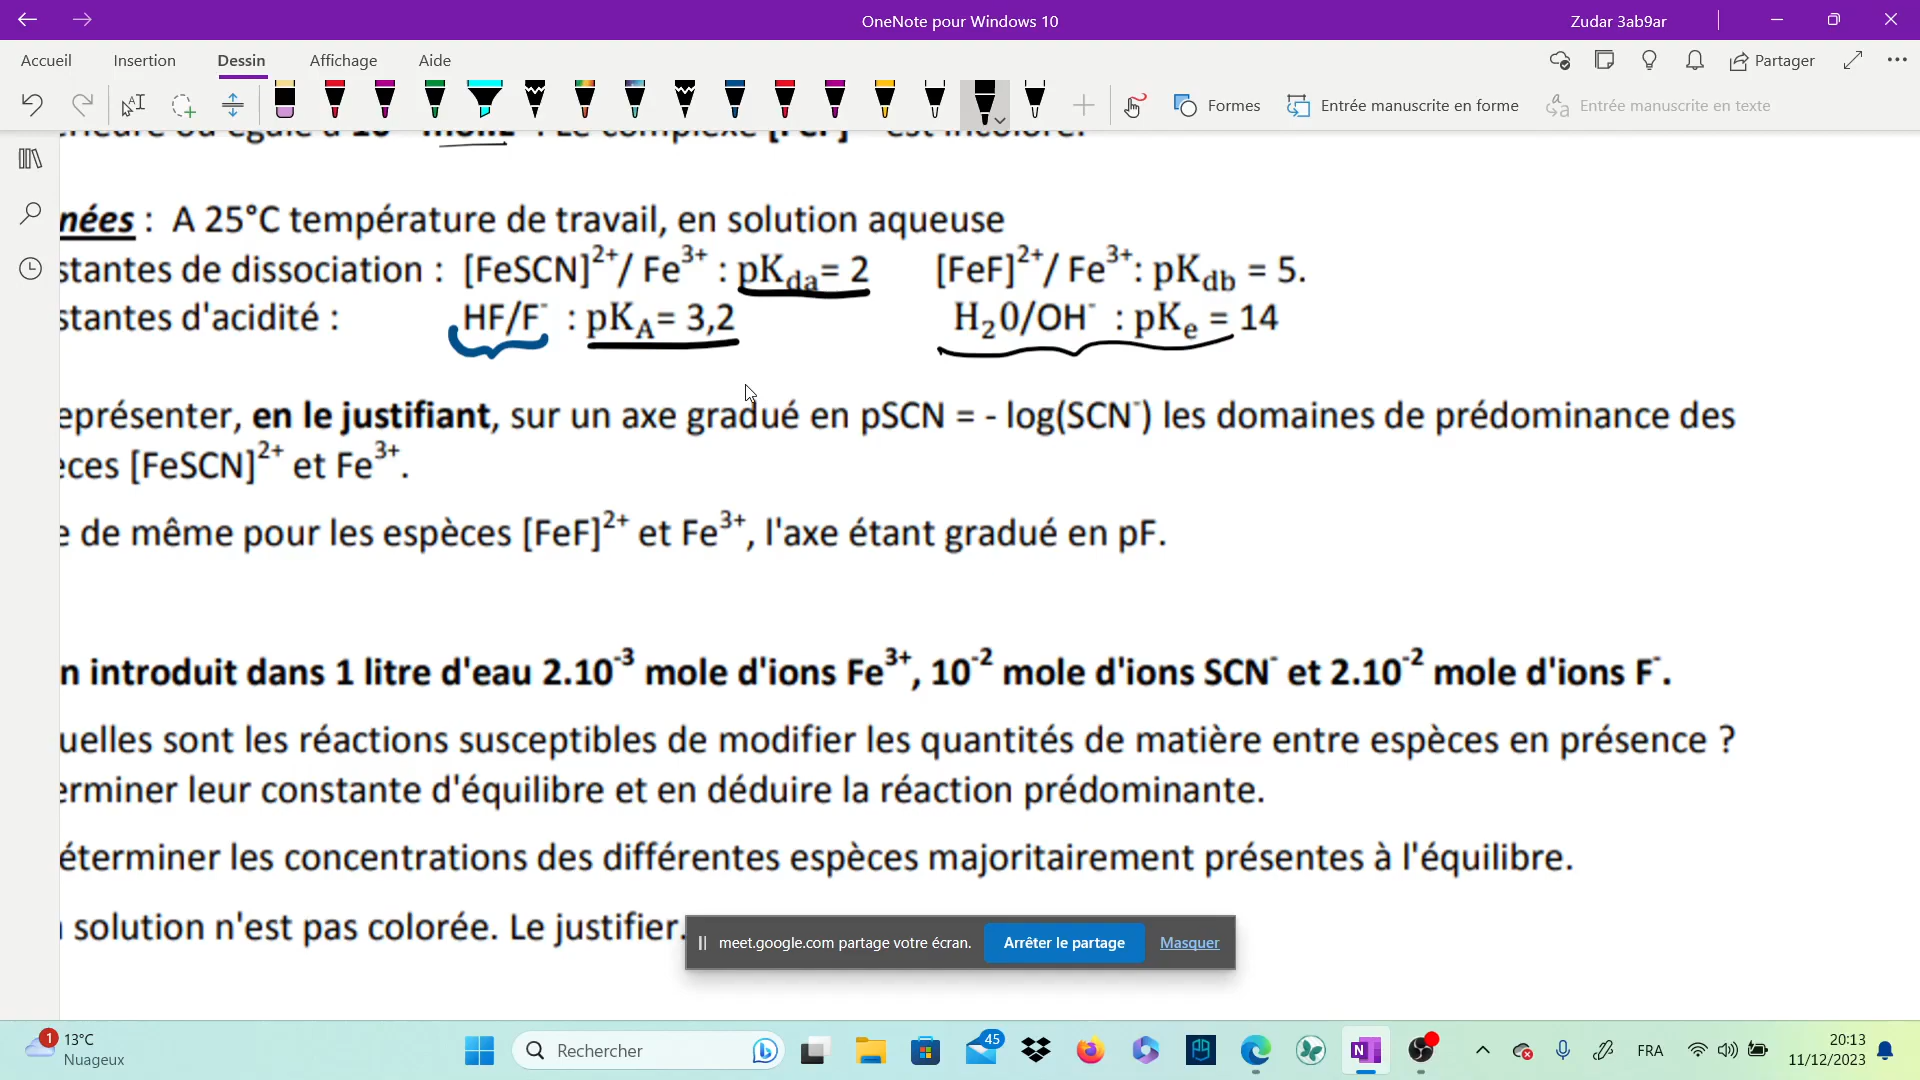 OneNote pour Windows 10
Zudar 3ab9ar
Accueil Insertion Dessin Affichage Aide
Partager
Formes Entrée manuscrite en forme Entrée manuscrite en texte
nées : A 25°C température de travail, en solution aqueuse
stantes de dissociation : [FeSCN]²⁺/ Fe³⁺ : pK_da = 2 [FeF]²⁺/ Fe³⁺: pK_db = 5.
stantes d'acidité : HF/F⁻ : pK_A= 3,2 H₂0/OH⁻ : pK_e = 14
eprésenter, en le justifiant, sur un axe gradué en pSCN = - log(SCN⁻) les domaines de prédominance des
èces [FeSCN]²⁺ et Fe³⁺.
e de même pour les espèces [FeF]²⁺ et Fe³⁺, l'axe étant gradué en pF.
n introduit dans 1 litre d'eau 2.10⁻³ mole d'ions Fe³⁺, 10⁻² mole d'ions SCN⁻ et 2.10⁻² mole d'ions F⁻.
uelles sont les réactions susceptibles de modifier les quantités de matière entre espèces en présence ?
erminer leur constante d'équilibre et en déduire la réaction prédominante.
éterminer les concentrations des différentes espèces majoritairement présentes à l'équilibre.
solution n'est pas colorée. Le justifier.
meet.google.com partage votre écran. Arrêter le partage Masquer
1 13°C
Nuageux
Rechercher
45
FRA
20:13
11/12/2023